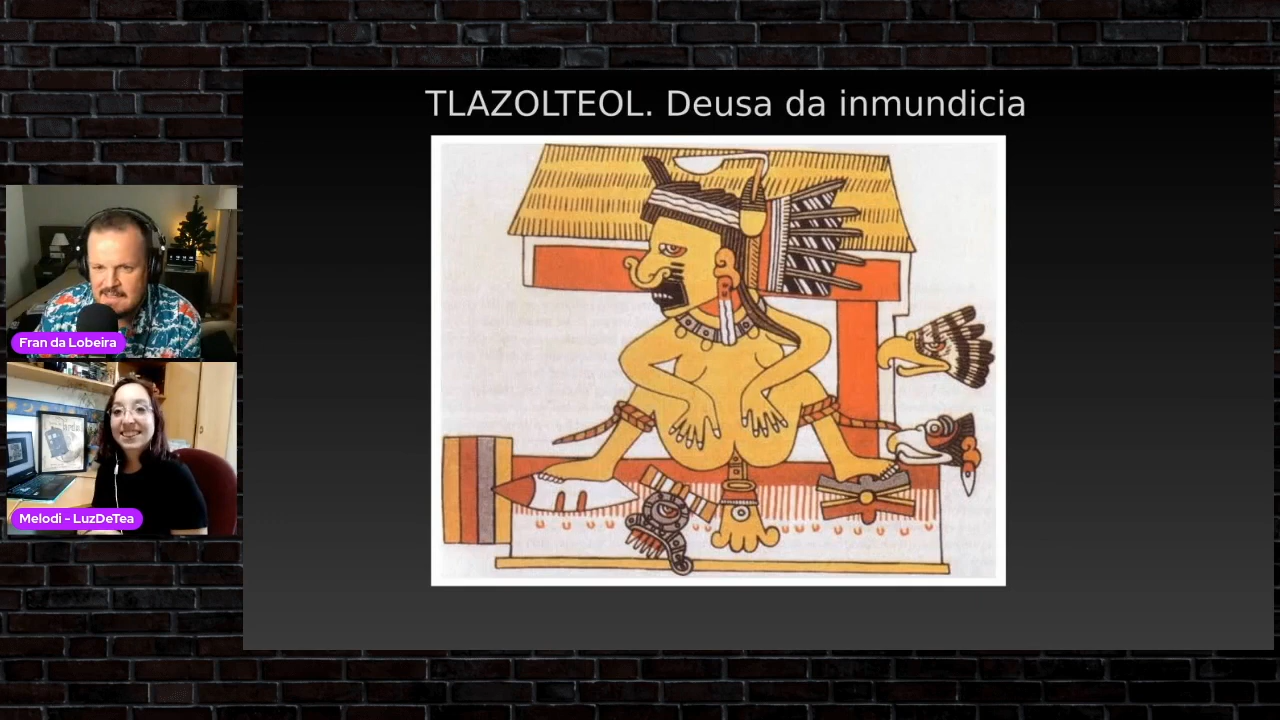 TLAZOLTEOL. Deusa da inmundicia
Fran da Lobeira
Melodi - LuzDeTea